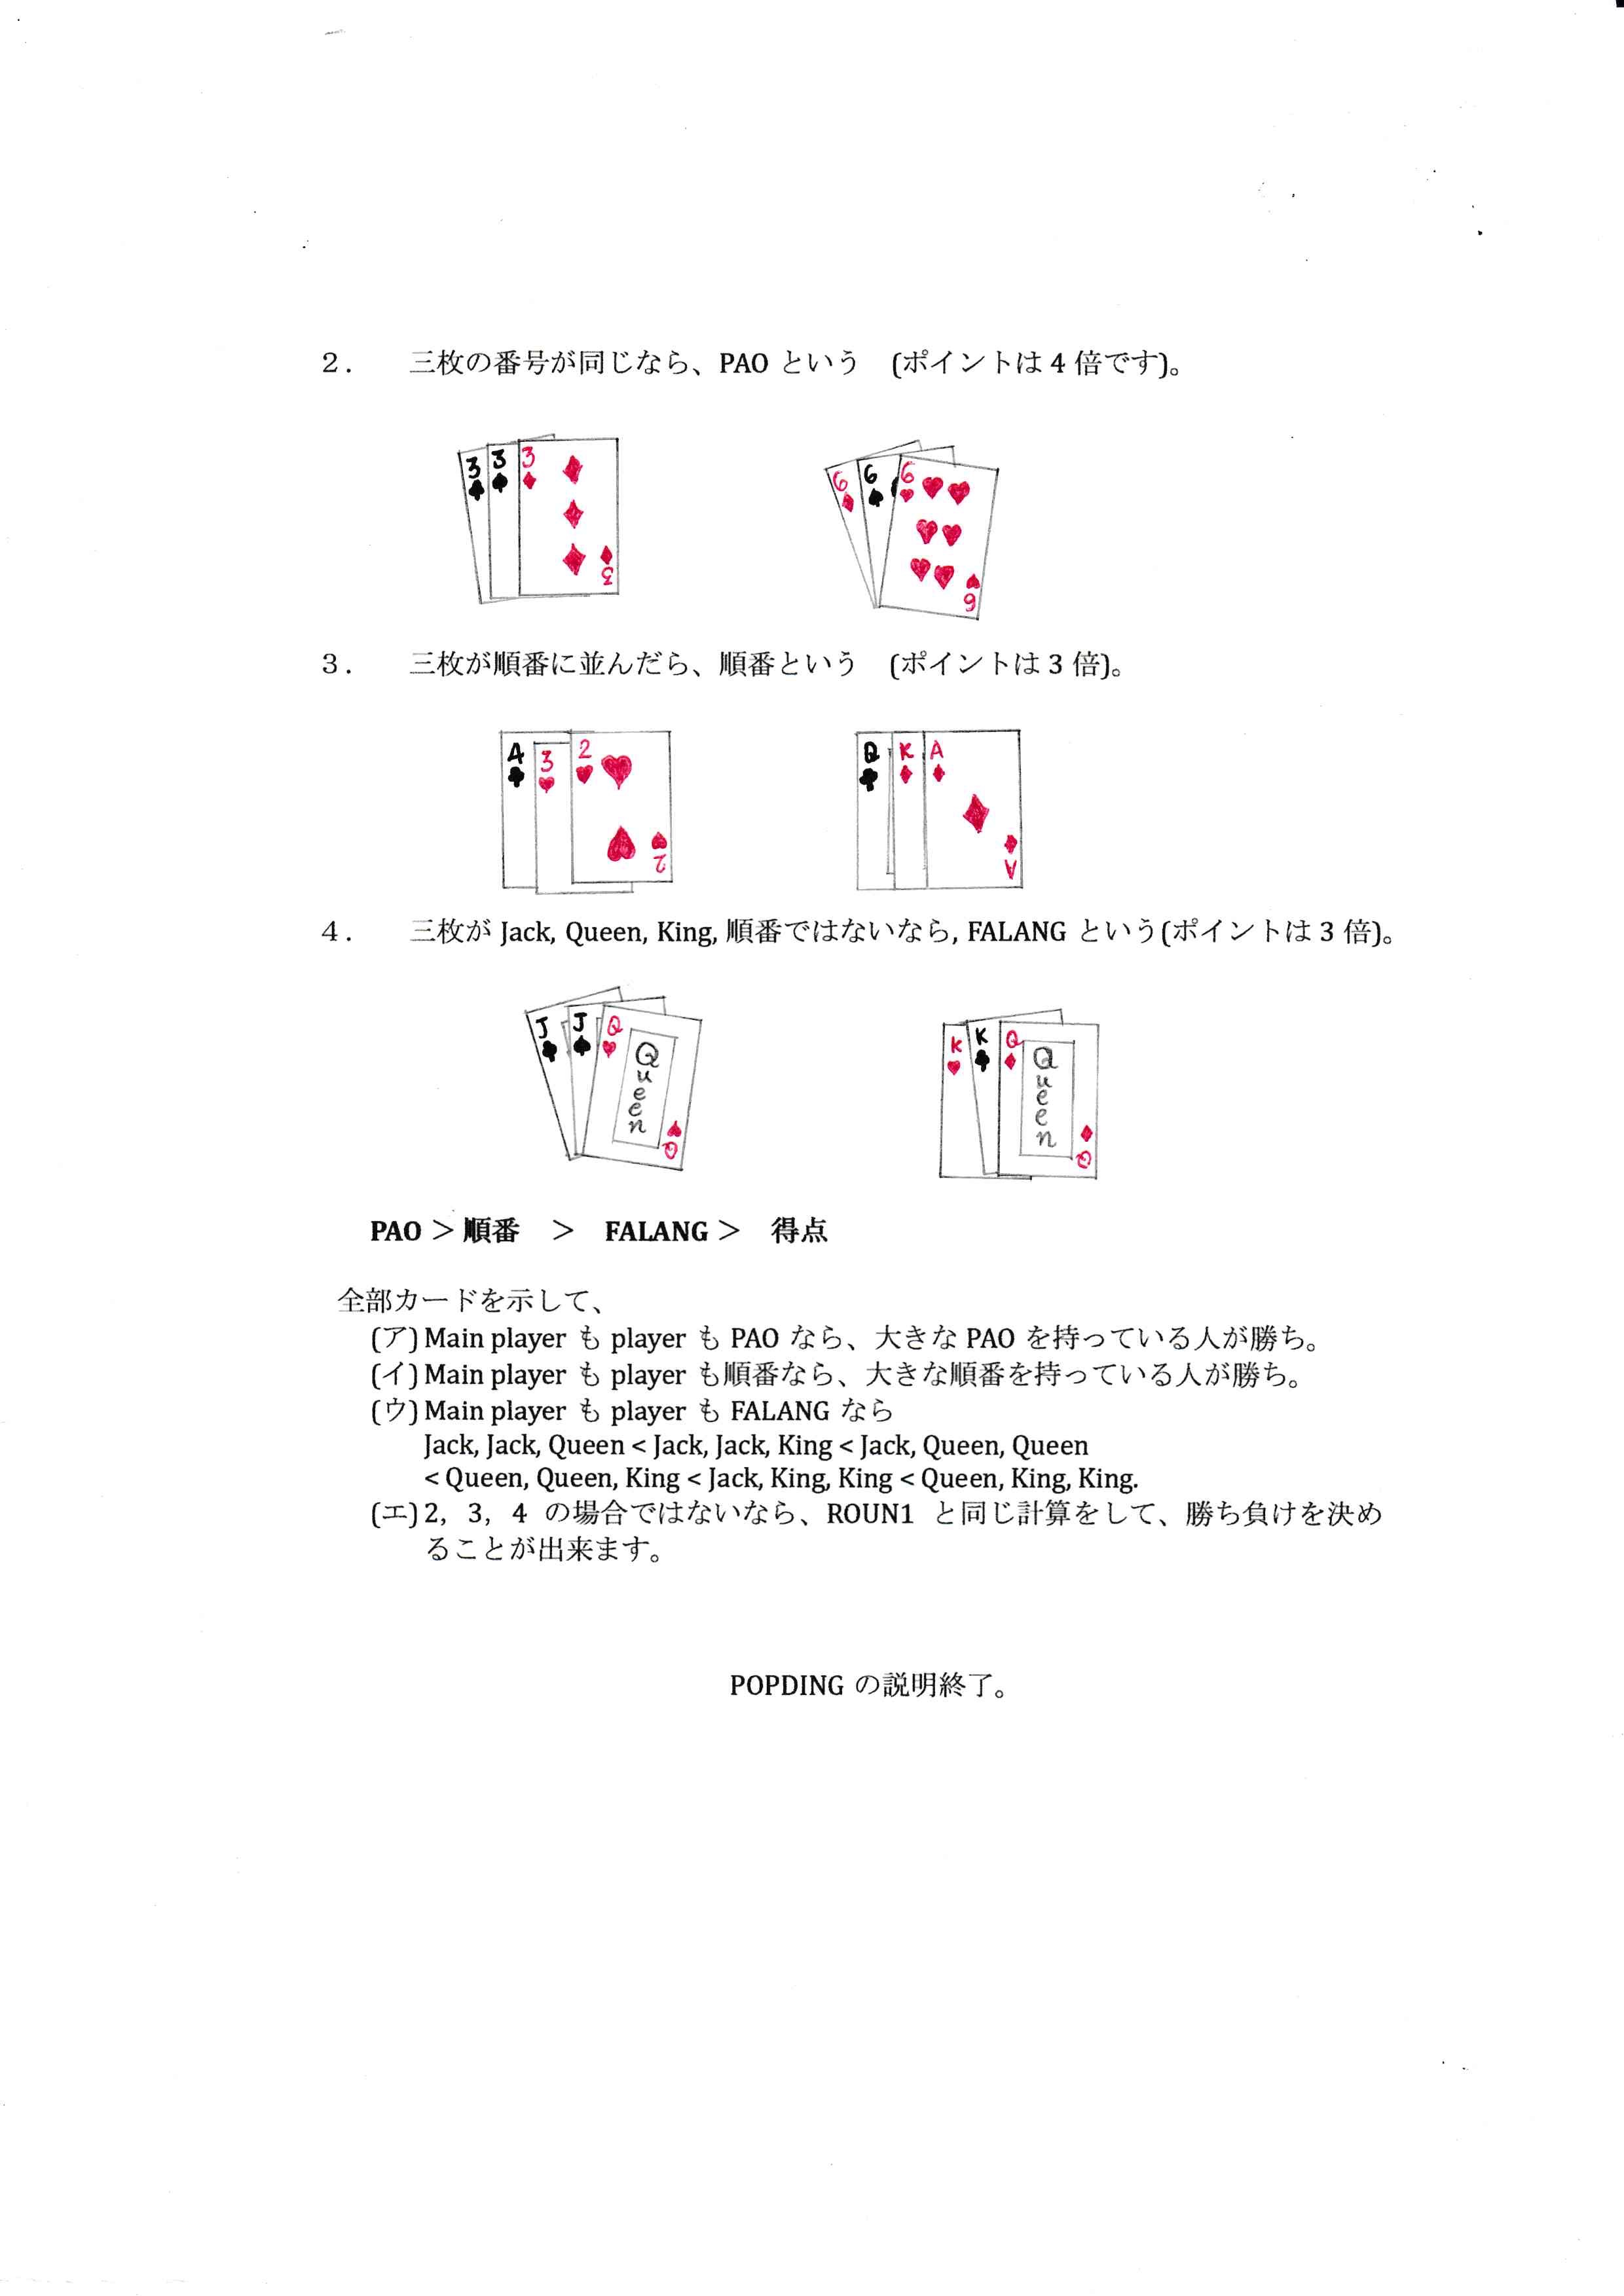 ２． 三枚の番号が同じなら、PAO という (ポイントは 4 倍です)。
3 3 3 3
6 6 6 6
３． 三枚が順番に並んだら、順番という (ポイントは 3 倍)。
4 3 2 2
Q K A A
４． 三枚が Jack, Queen, King, 順番ではないなら, FALANG という(ポイントは 3 倍)。
J J Q Queen Q
K K Q Queen Q
PAO ＞ 順番 ＞ FALANG ＞ 得点
全部カードを示して、
(ア) Main player も player も PAO なら、大きな PAO を持っている人が勝ち。
(イ) Main player も player も順番なら、大きな順番を持っている人が勝ち。
(ウ) Main player も player も FALANG なら
Jack, Jack, Queen < Jack, Jack, King < Jack, Queen, Queen
< Queen, Queen, King < Jack, King, King < Queen, King, King.
(エ) 2, 3, 4 の場合ではないなら、ROUN1 と同じ計算をして、勝ち負けを決め
ることが出来ます。
POPDING の説明終了。